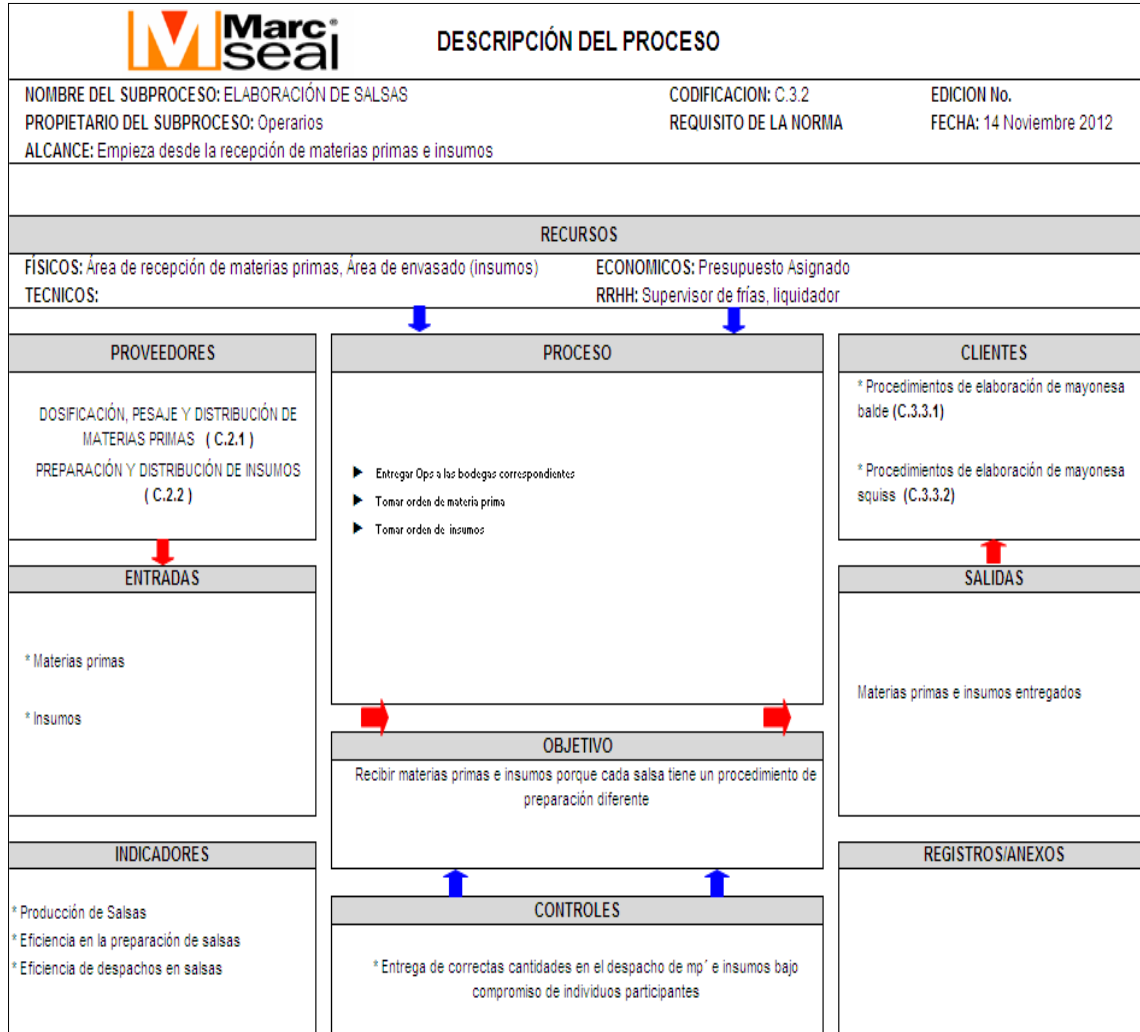 Marc
seal
DESCRIPCIÓN DEL PROCESO
NOMBRE DEL SUBPROCESO: ELABORACIÓN DE SALSAS
CODIFICACION: C.3.2
EDICION No.
PROPIETARIO DEL SUBPROCESO: Operarios
REQUISITO DE LA NORMA
FECHA: 14 Noviembre 2012
ALCANCE: Empieza desde la recepción de materias primas e insumos
RECURSOS
FÍSICOS: Área de recepción de materias primas, Área de envasado (insumos)
ECONOMICOS: Presupuesto Asignado
TECNICOS:
RRHH: Supervisor de frías, liquidador
PROVEEDORES
DOSIFICACIÓN, PESAJE Y DISTRIBUCIÓN DE
MATERIAS PRIMAS ( C.2.1 )
PREPARACIÓN Y DISTRIBUCIÓN DE INSUMOS
( C.2.2 )
PROCESO
Entregar Ops a las bodegas correspondientes
Tomar orden de materia prima
Tomar orden de insumos
CLIENTES
* Procedimientos de elaboración de mayonesa
balde (C.3.3.1)
* Procedimientos de elaboración de mayonesa
squiss (C.3.3.2)
ENTRADAS
* Materias primas
* Insumos
SALIDAS
Materias primas e insumos entregados
OBJETIVO
Recibir materias primas e insumos porque cada salsa tiene un procedimiento de
preparación diferente
INDICADORES
* Producción de Salsas
* Eficiencia en la preparación de salsas
* Eficiencia de despachos en salsas
CONTROLES
* Entrega de correctas cantidades en el despacho de mp´ e insumos bajo
compromiso de individuos participantes
REGISTROS/ANEXOS